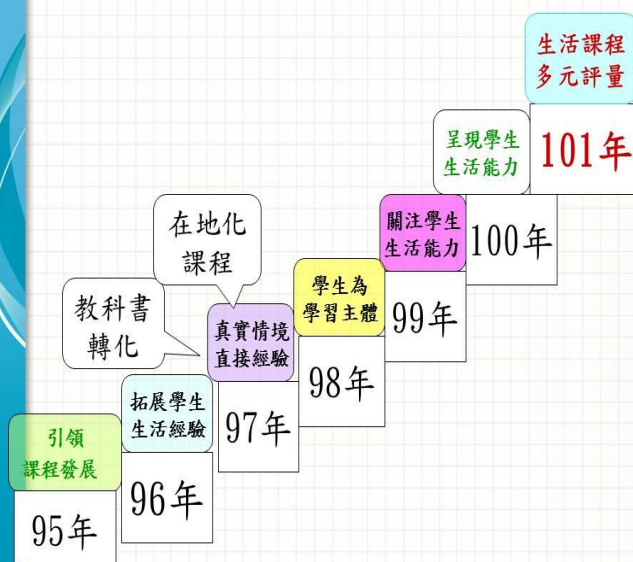 生活課程
多元評量
101年
呈現學生
生活能力
100年
關注學生
生活能力
99年
學生為
學習主體
98年
在地化
課程
教科書
轉化
真實情境
直接經驗
97年
拓展學生
生活經驗
96年
引領
課程發展
95年